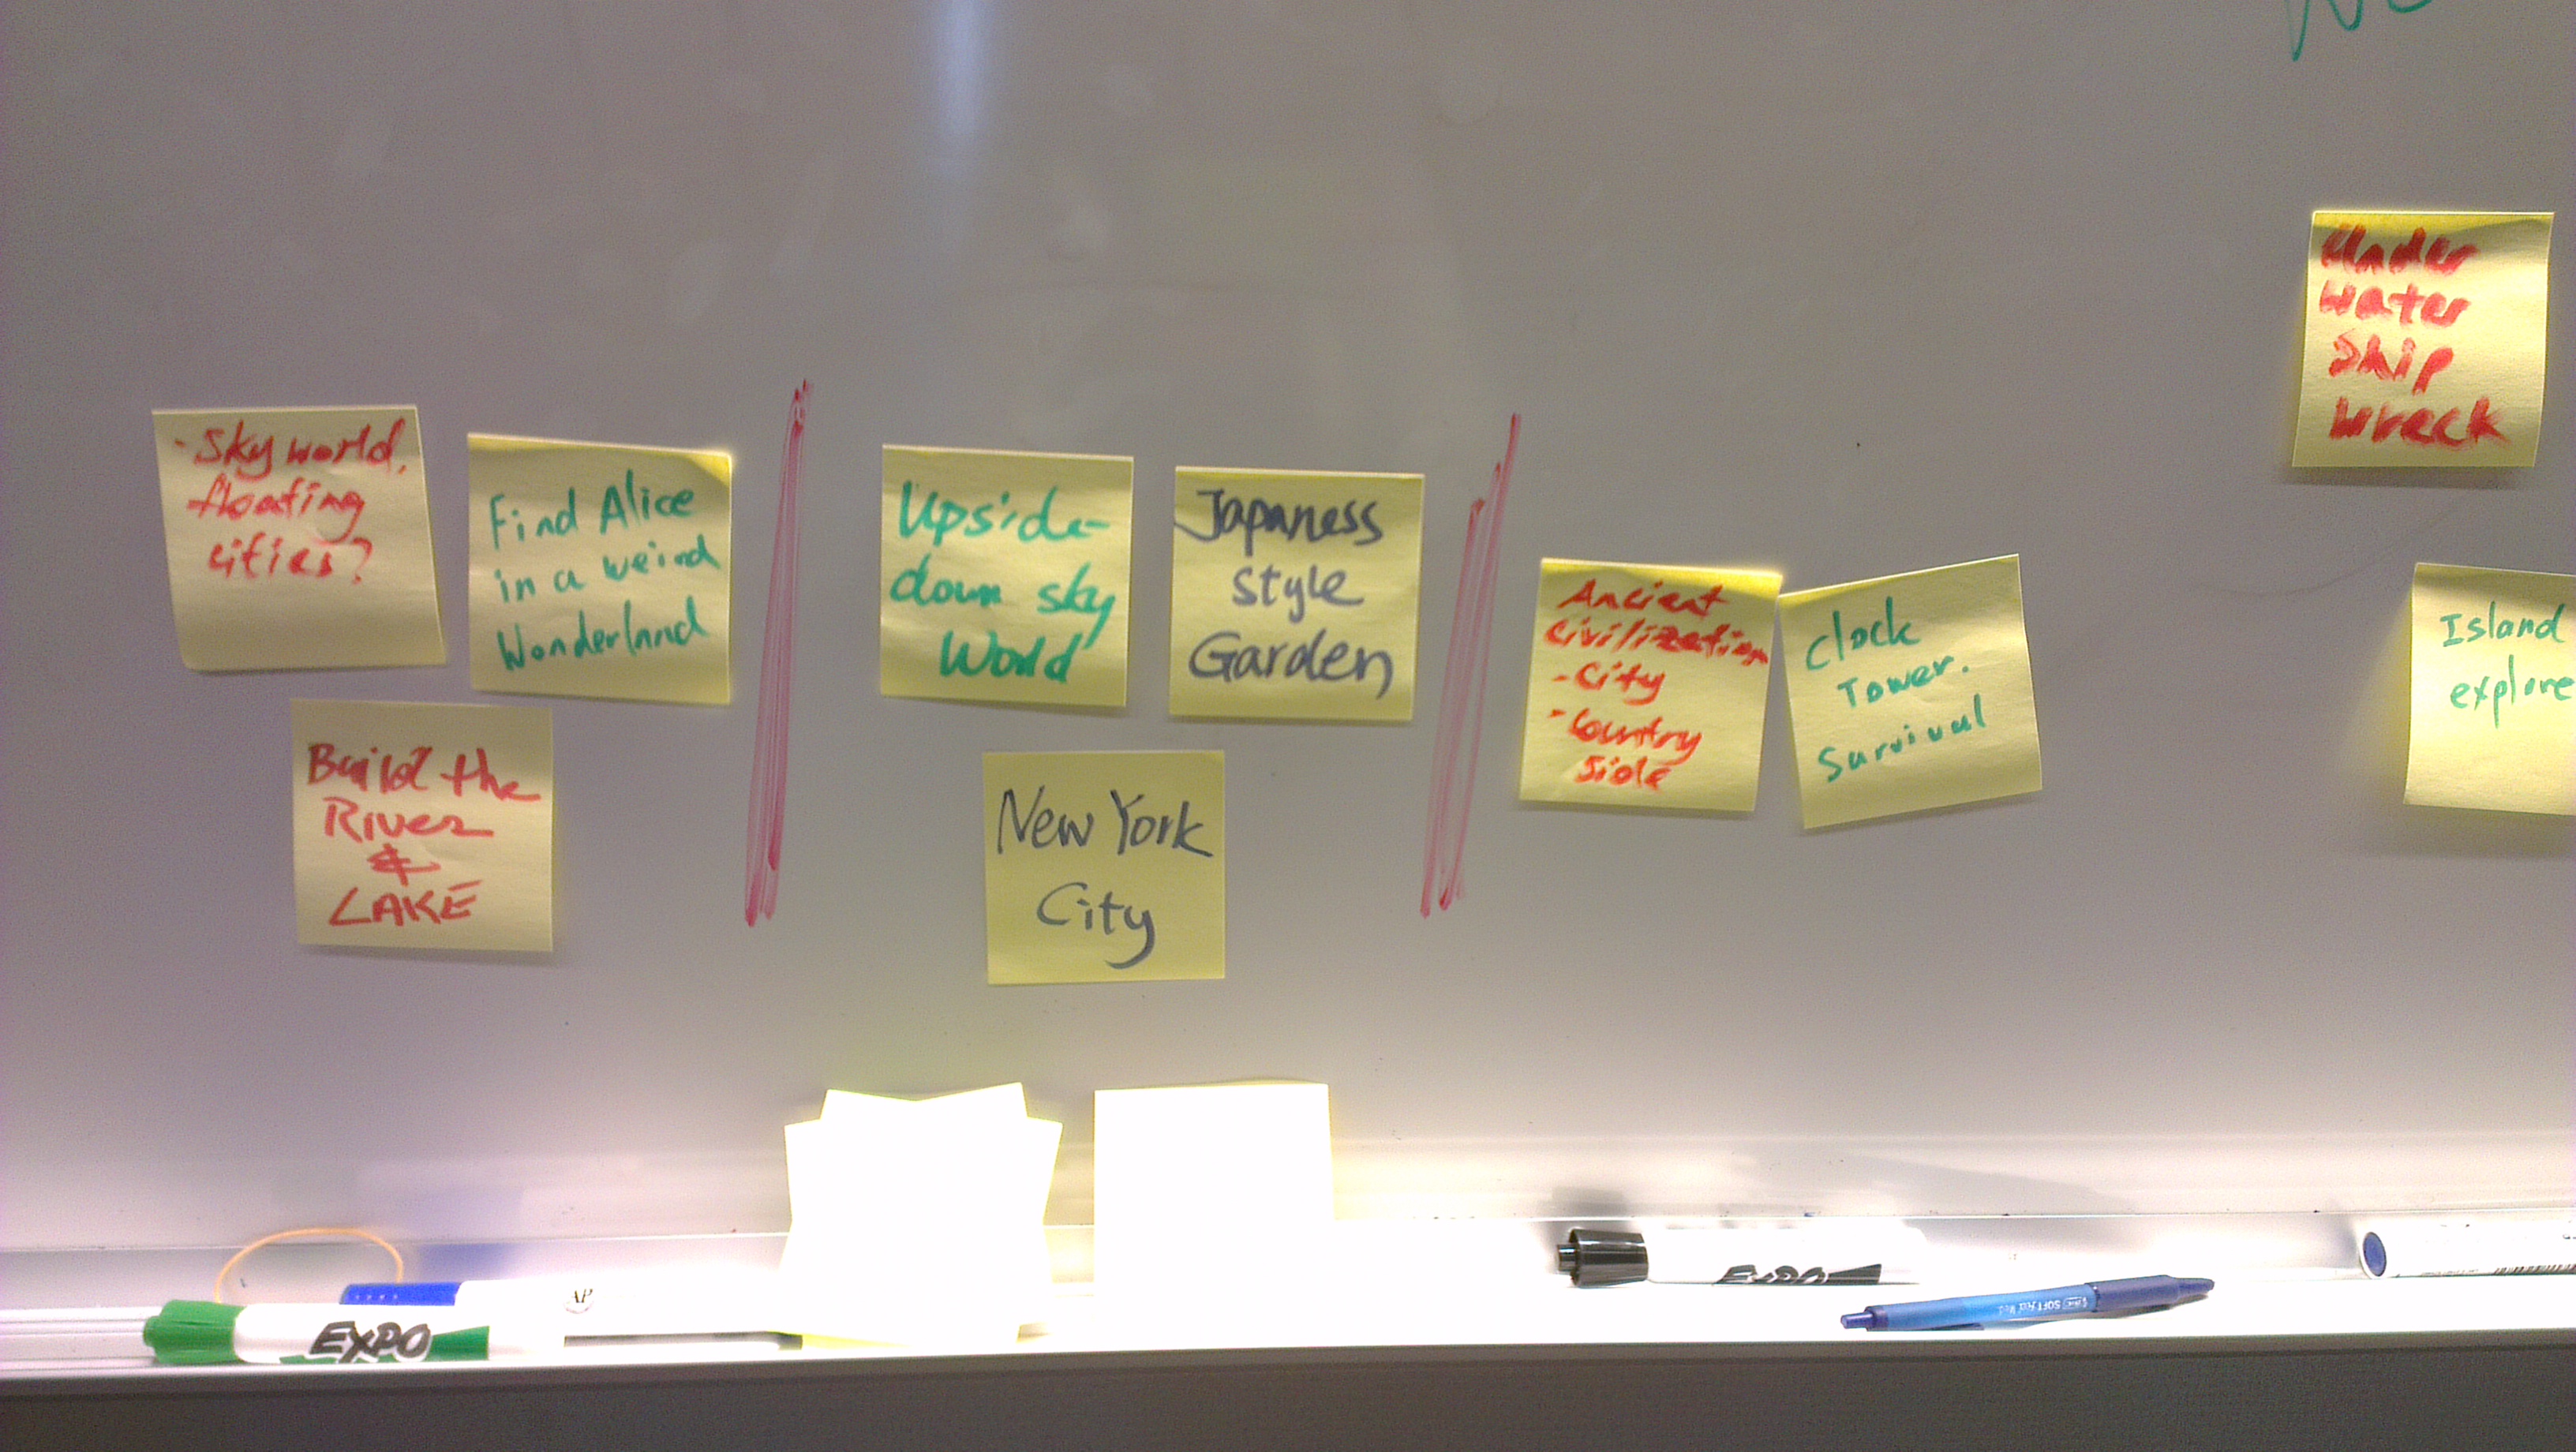 - Sky world,
floating
cities?
Find Alice
in a weird
Wonderland
Build the
River
&
LAKE
Upside-
down sky
World
Japaness
Style
Garden
New York
City
Ancient
Civilization
- City
- Country
Side
Clock
Tower.
Survival
Under
water
Ship
wreck
Island
explore
EXPO
AP
EXPO